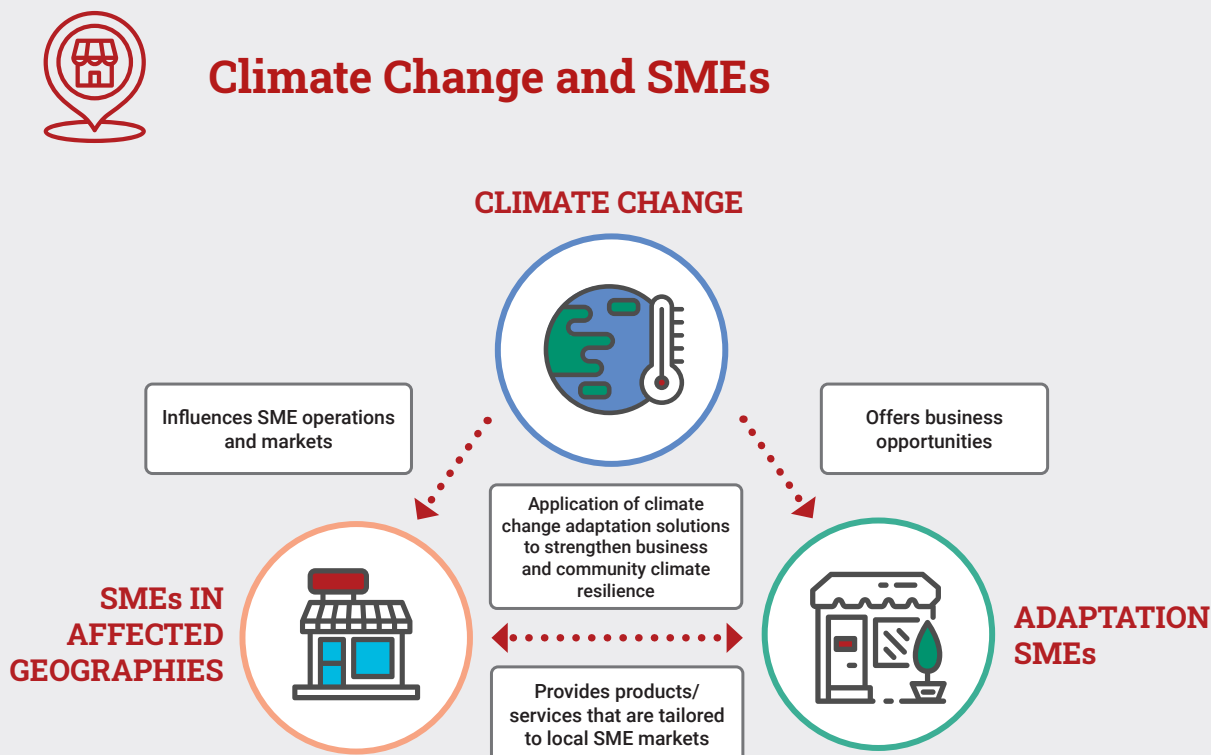 Climate Change and SMEs
CLIMATE CHANGE
Influences SME operations
and markets
Offers business
opportunities
Application of climate
change adaptation solutions
to strengthen business
and community climate
resilience
SMEs IN
AFFECTED
GEOGRAPHIES
ADAPTATION
SMEs
Provides products/
services that are tailored
to local SME markets